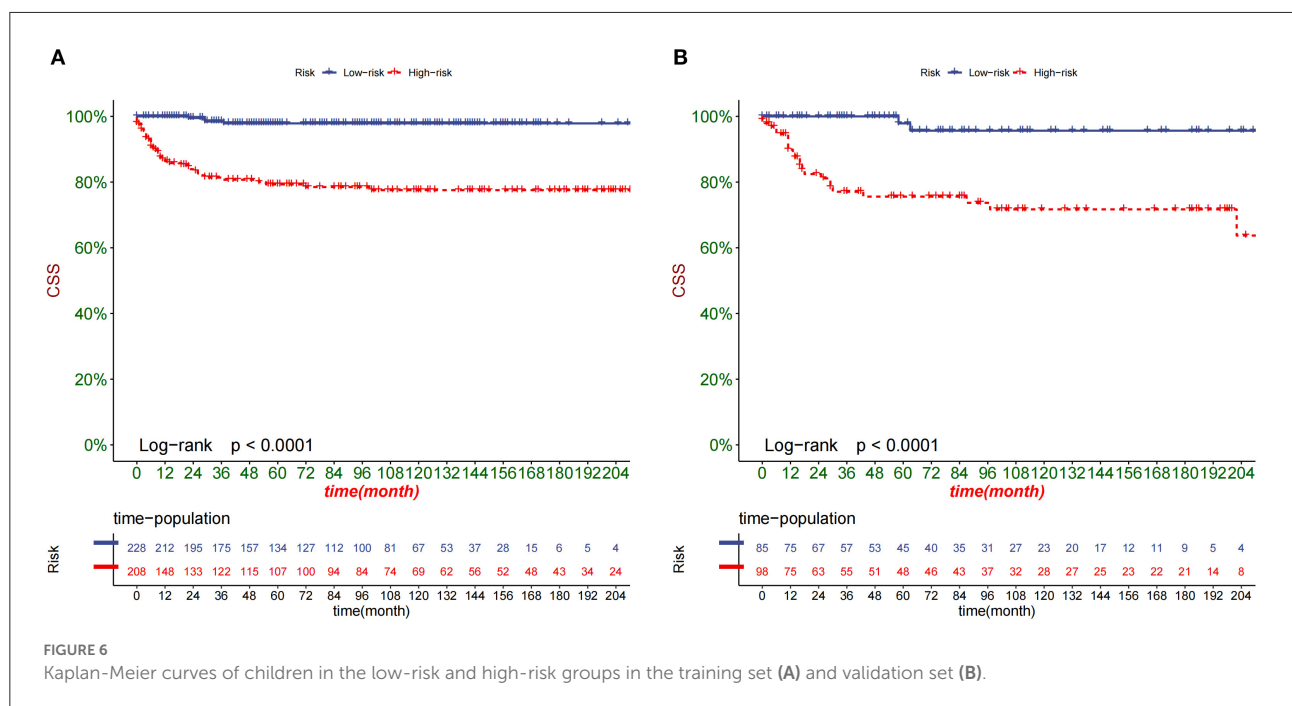 A
Risk Low-risk High-risk
100%
80%
60%
40%
20%
0%
CSS
Log-rank p < 0.0001
0 12 24 36 48 60 72 84 96 108 120 132 144 156 168 180 192 204
time(month)
time-population
Risk
228 212 195 175 157 134 127 112 100 81 67 53 37 28 15 6 5 4
208 148 133 122 115 107 100 94 84 74 69 62 56 52 48 43 34 24
0 12 24 36 48 60 72 84 96 108 120 132 144 156 168 180 192 204
time(month)
B
Risk Low-risk High-risk
100%
80%
60%
40%
20%
0%
CSS
Log-rank p < 0.0001
0 12 24 36 48 60 72 84 96 108 120 132 144 156 168 180 192 204
time(month)
time-population
Risk
85 75 67 57 53 45 40 35 31 27 23 20 17 12 11 9 5 4
98 75 63 55 51 48 46 43 37 32 28 27 25 23 22 21 14 8
0 12 24 36 48 60 72 84 96 108 120 132 144 156 168 180 192 204
time(month)
FIGURE 6
Kaplan-Meier curves of children in the low-risk and high-risk groups in the training set (A) and validation set (B).